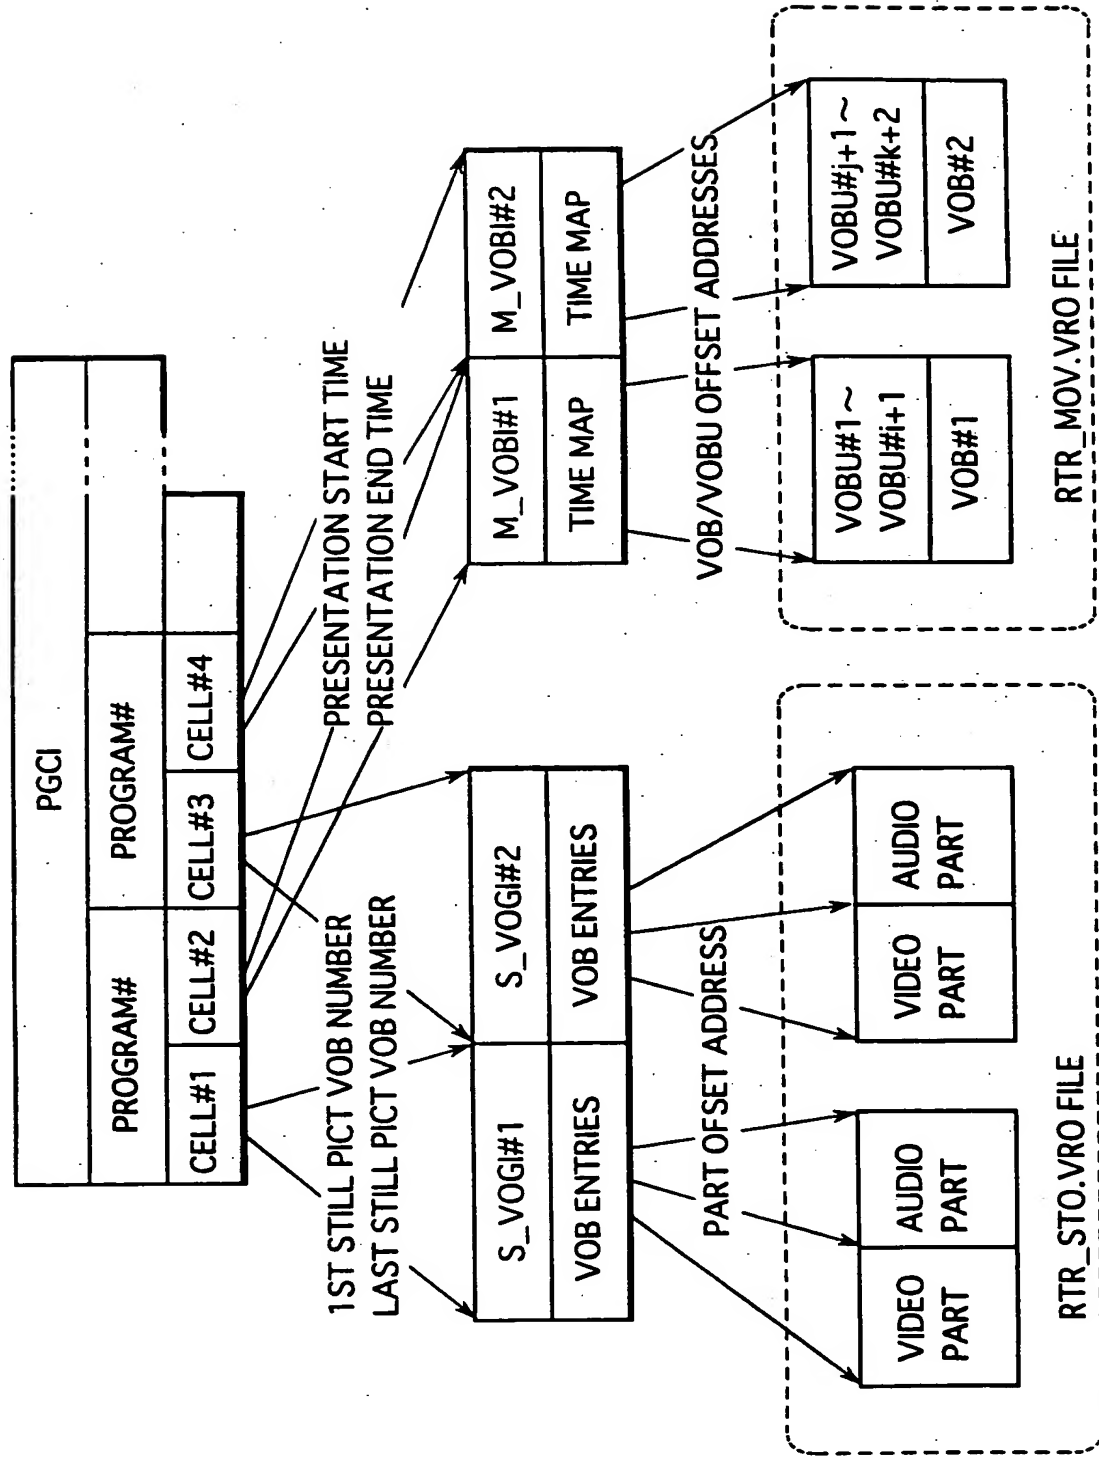 PGCI
PROGRAM#
PROGRAM#
CELL#1
CELL#2
CELL#3
CELL#4
1ST STILL PICT VOB NUMBER
LAST STILL PICT VOB NUMBER
PRESENTATION START TIME
PRESENTATION END TIME
S_VOGI#1
S_VOGI#2
VOB ENTRIES
VOB ENTRIES
M_VOBI#1
M_VOBI#2
TIME MAP
TIME MAP
PART OFFSET ADDRESS
VOB/VOBU OFFSET ADDRESSES
VIDEO
PART
AUDIO
PART
VIDEO
PART
AUDIO
PART
RTR_STO.VRO FILE
VOBU#1~
VOBU#i+1
VOB#1
VOBU#j+1~
VOBU#k+2
VOB#2
RTR_MOV.VRO FILE